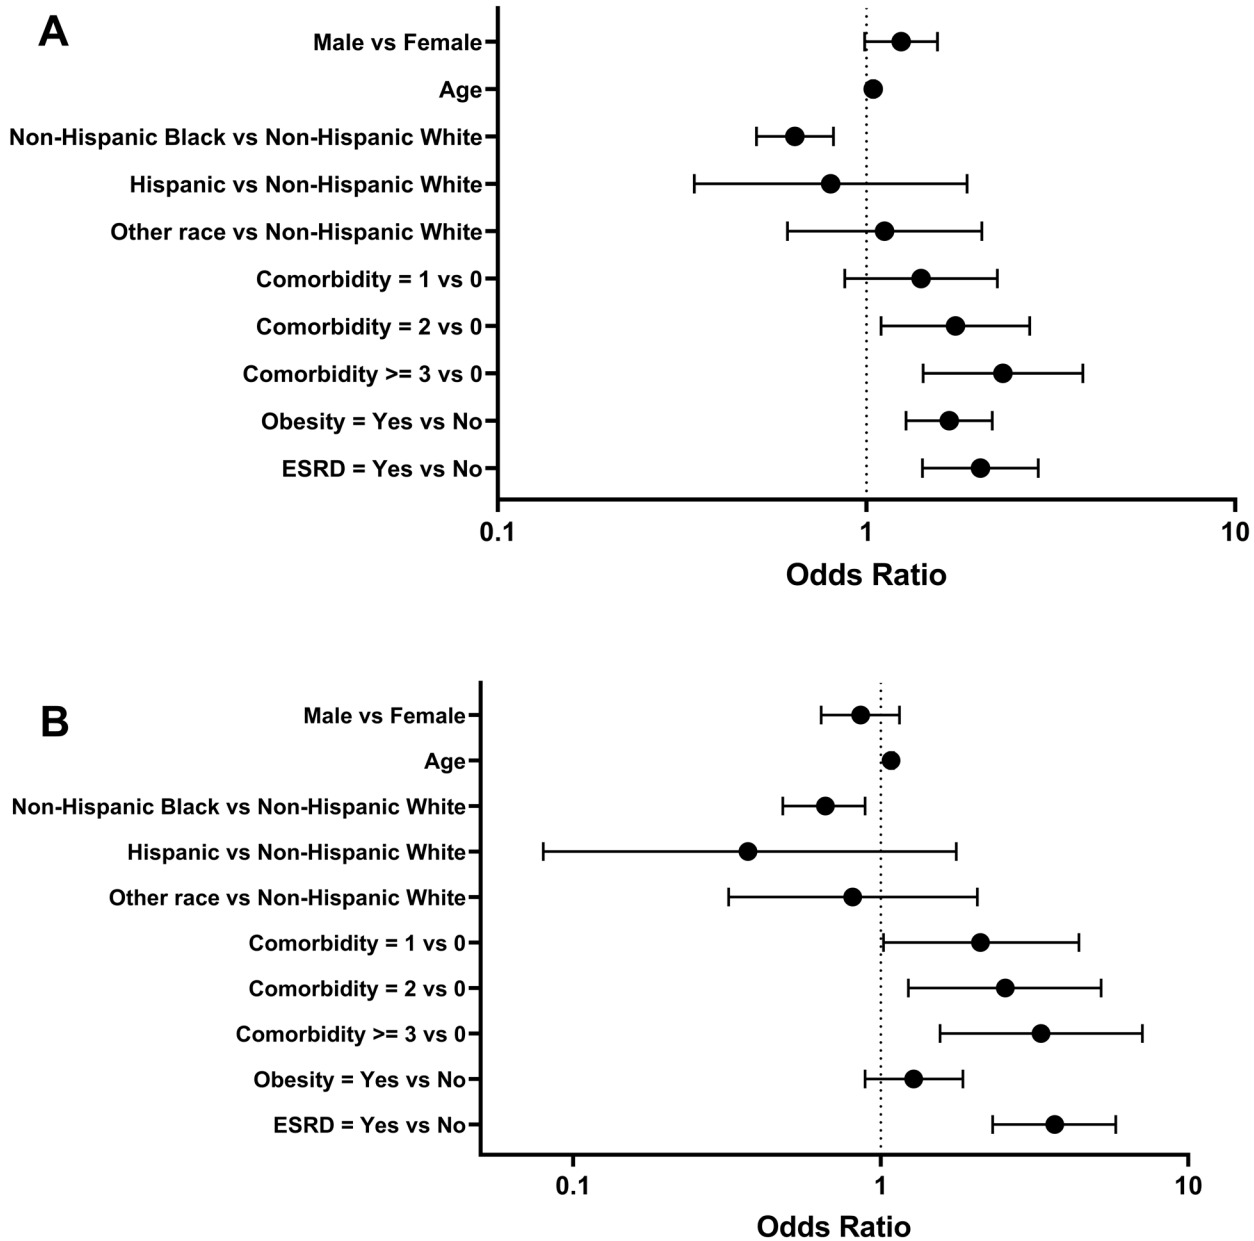 A
Male vs Female
Age
Non-Hispanic Black vs Non-Hispanic White
Hispanic vs Non-Hispanic White
Other race vs Non-Hispanic White
Comorbidity = 1 vs 0
Comorbidity = 2 vs 0
Comorbidity >= 3 vs 0
Obesity = Yes vs No
ESRD = Yes vs No
0.1 1 10
Odds Ratio
B
Male vs Female
Age
Non-Hispanic Black vs Non-Hispanic White
Hispanic vs Non-Hispanic White
Other race vs Non-Hispanic White
Comorbidity = 1 vs 0
Comorbidity = 2 vs 0
Comorbidity >= 3 vs 0
Obesity = Yes vs No
ESRD = Yes vs No
0.1 1 10
Odds Ratio